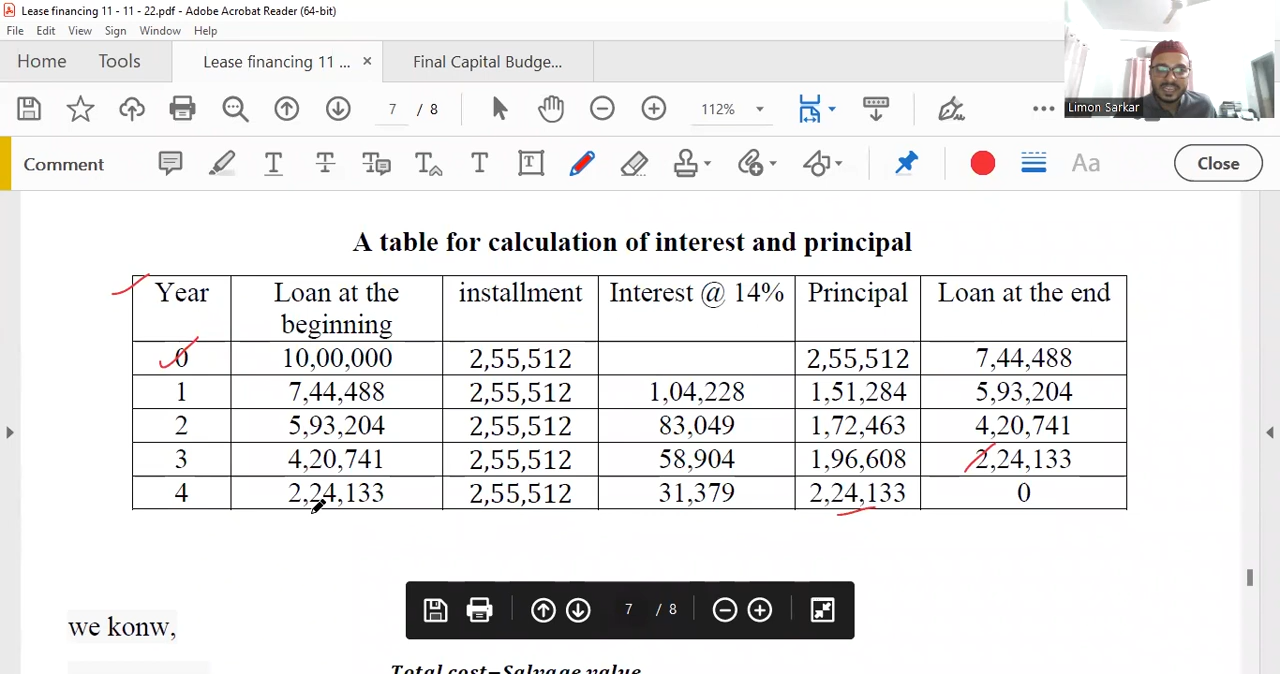 Lease financing 11 - 11 - 22.pdf - Adobe Acrobat Reader (64-bit)
File Edit View Sign Window Help
Home Tools Lease financing 11 ... × Final Capital Budge...
7 / 8 112%
Limon Sarkar
Comment T T T T T T Aa Close
A table for calculation of interest and principal
Year Loan at the beginning installment Interest @ 14% Principal Loan at the end
0 10,00,000 2,55,512 2,55,512 7,44,488
1 7,44,488 2,55,512 1,04,228 1,51,284 5,93,204
2 5,93,204 2,55,512 83,049 1,72,463 4,20,741
3 4,20,741 2,55,512 58,904 1,96,608 2,24,133
4 2,24,133 2,55,512 31,379 2,24,133 0
7 / 8
we konw,
Total cost−Salvage value